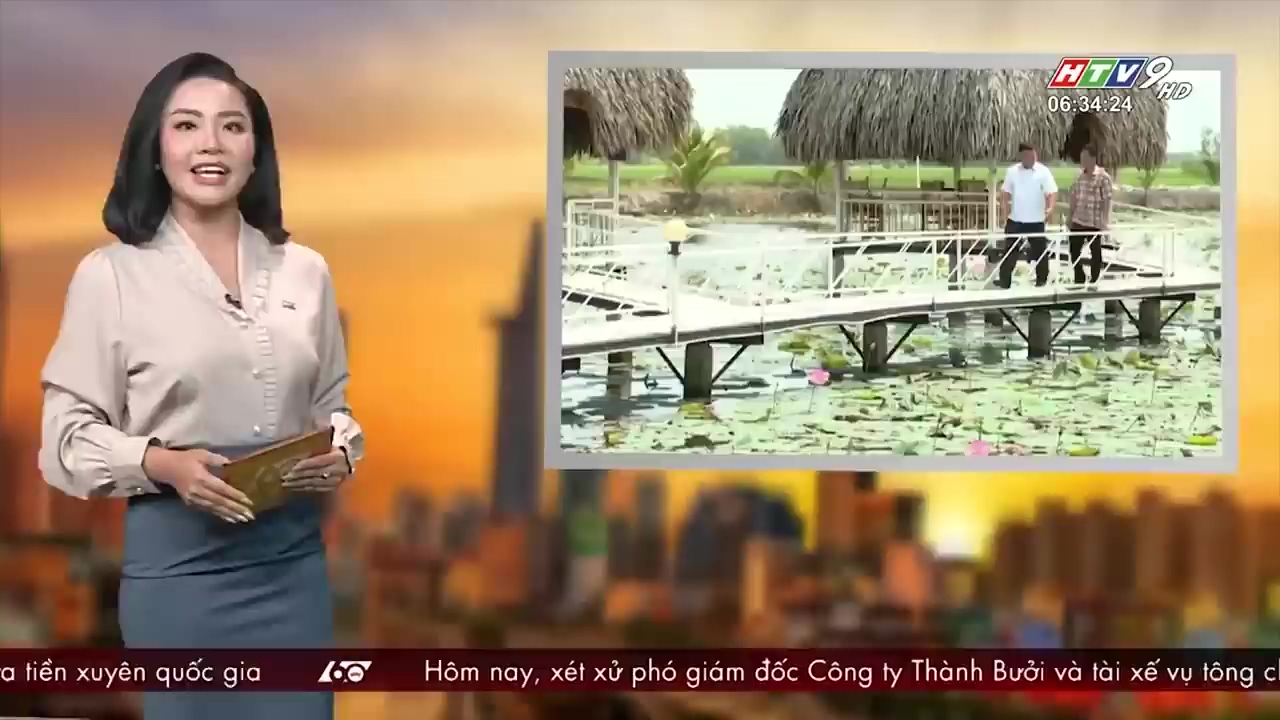 HTV9
HD
06:34:24
tiền xuyên quốc gia
60
Hôm nay, xét xử phó giám đốc Công ty Thành Bưởi và tài xế vụ tông